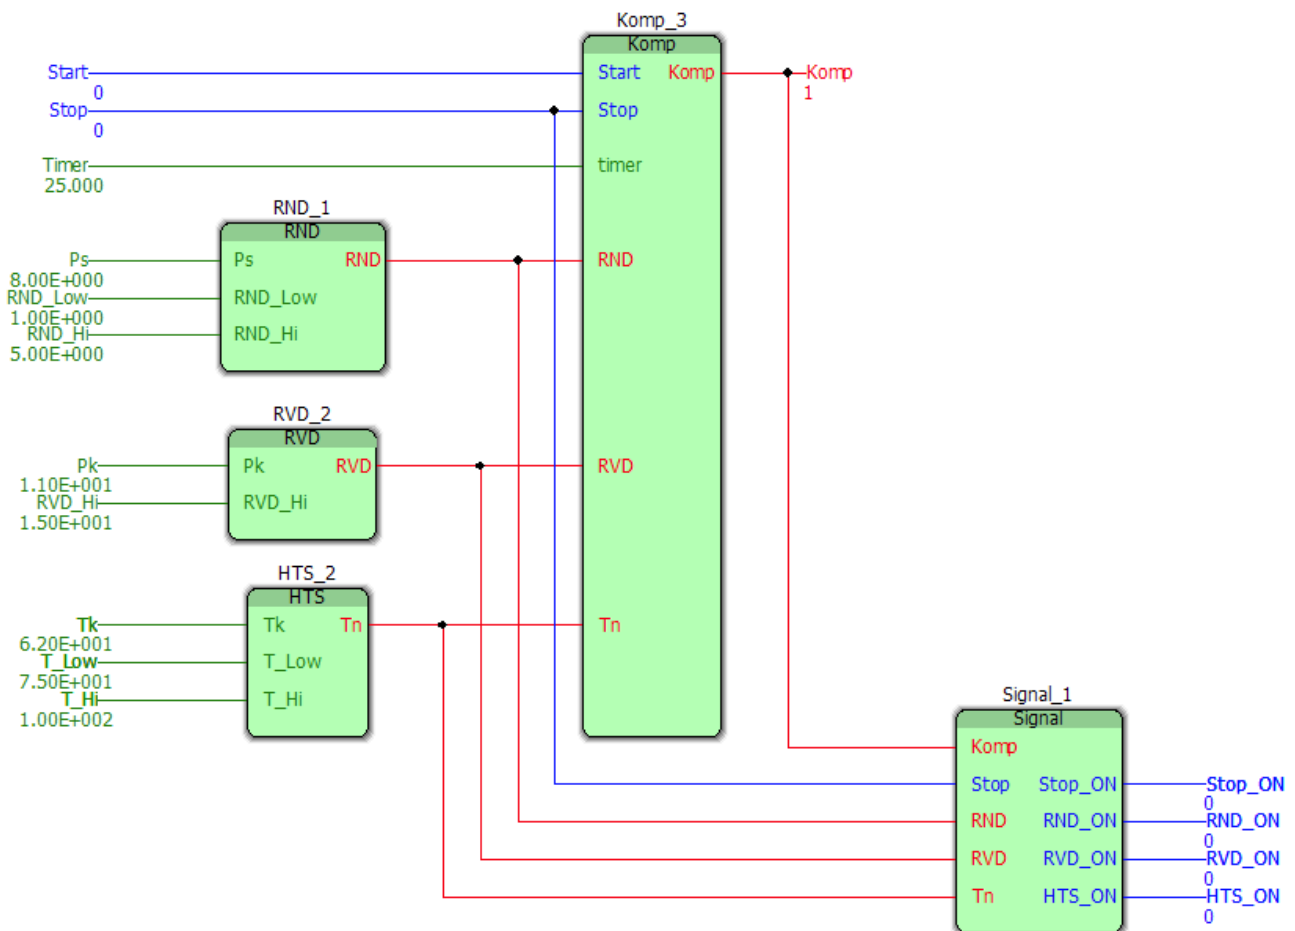 Komp_3
Komp
Start Start Komp Komp
0 1
Stop Stop
0
Timer timer
25.000
RND_1
RND
Ps Ps RND RND
8.00E+000
RND_Low RND_Low
1.00E+000
RND_Hi RND_Hi
5.00E+000
RVD_2
RVD
Pk Pk RVD RVD
1.10E+001
RVD_Hi RVD_Hi
1.50E+001
HTS_2
HTS
Tk Tk Tn Tn
6.20E+001
T_Low T_Low
7.50E+001
T_Hi T_Hi
1.00E+002
Signal_1
Signal
Komp
Stop Stop_ON Stop_ON
0
RND RND_ON RND_ON
0
RVD RVD_ON RVD_ON
0
Tn HTS_ON HTS_ON
0